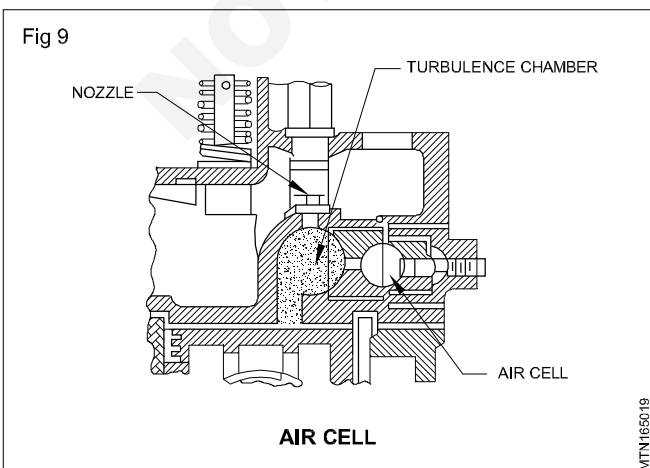 Fig 9
TURBULENCE CHAMBER
NOZZLE
AIR CELL
AIR CELL
MTN165019